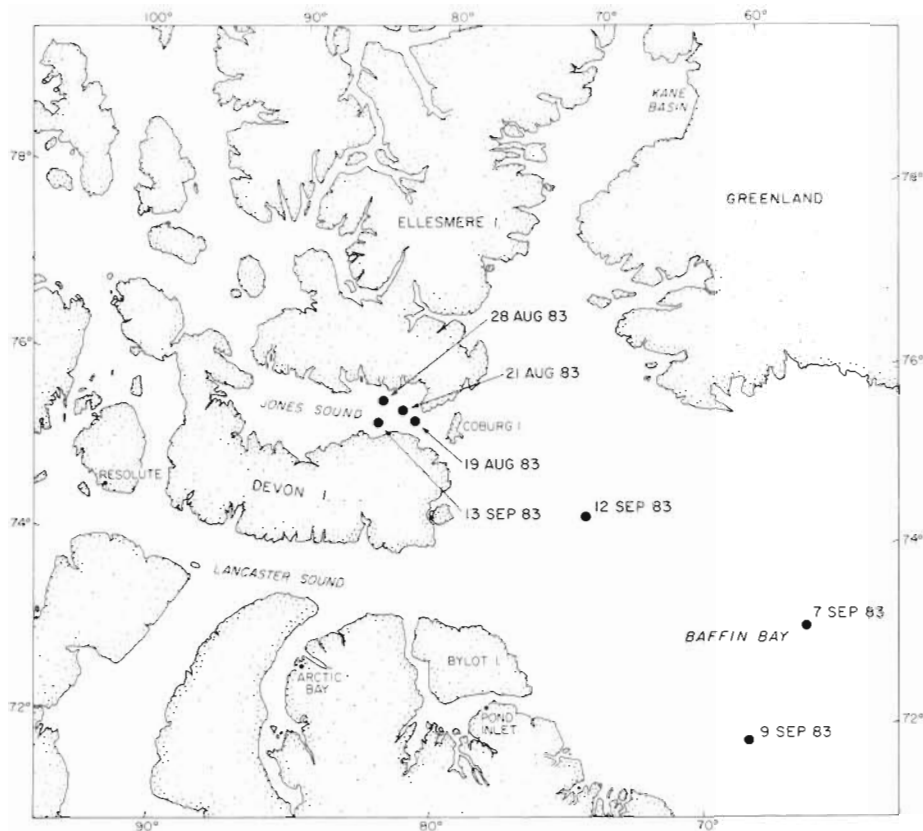 100° 90° 80° 70° 60°
KANE
BASIN
78° 78°
GREENLAND
ELLESMERE I.
28 AUG 83
76° 76°
21 AUG 83
JONES SOUND
COBURG I
19 AUG 83
RESOLUTE
DEVON I.
13 SEP 83
12 SEP 83
74° 74°
LANCASTER SOUND
7 SEP 83
BAFFIN BAY
BYLOT I.
ARCTIC
BAY
72° 72°
POND
INLET
9 SEP 83
90° 80° 70°